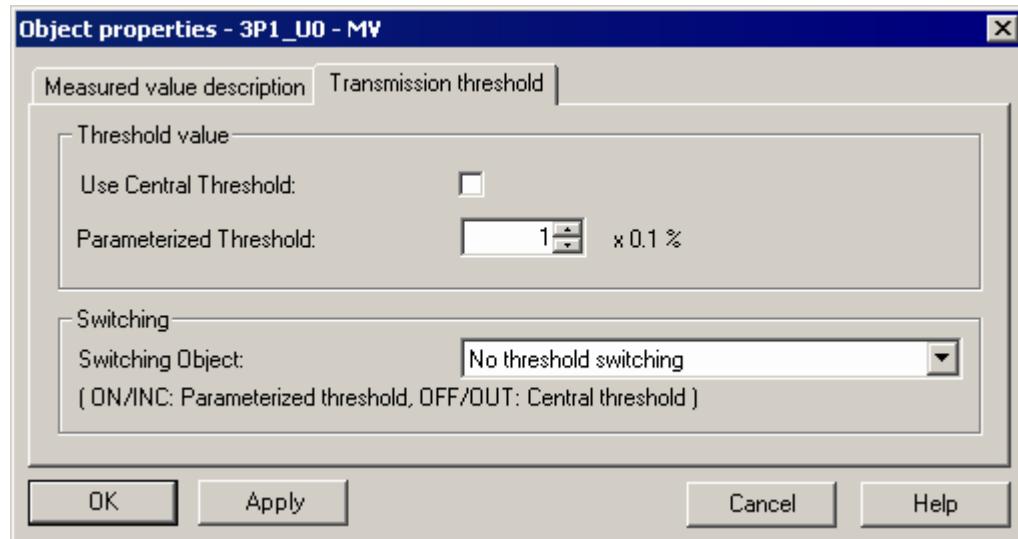 Object properties - 3P1_U0 - MV
Measured value description Transmission threshold
Threshold value
Use Central Threshold:
Parameterized Threshold: 1 x 0.1 %
Switching
Switching Object: No threshold switching
( ON/INC: Parameterized threshold, OFF/OUT: Central threshold )
OK Apply Cancel Help